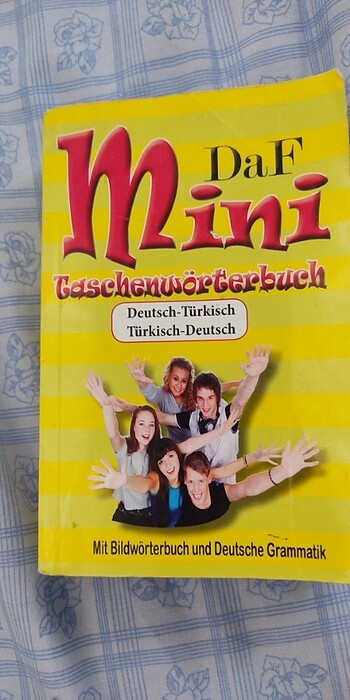 DaF
Mini
Taschenwörterbuch
Deutsch-Türkisch
Türkisch-Deutsch
Mit Bildwörterbuch und Deutsche Grammatik